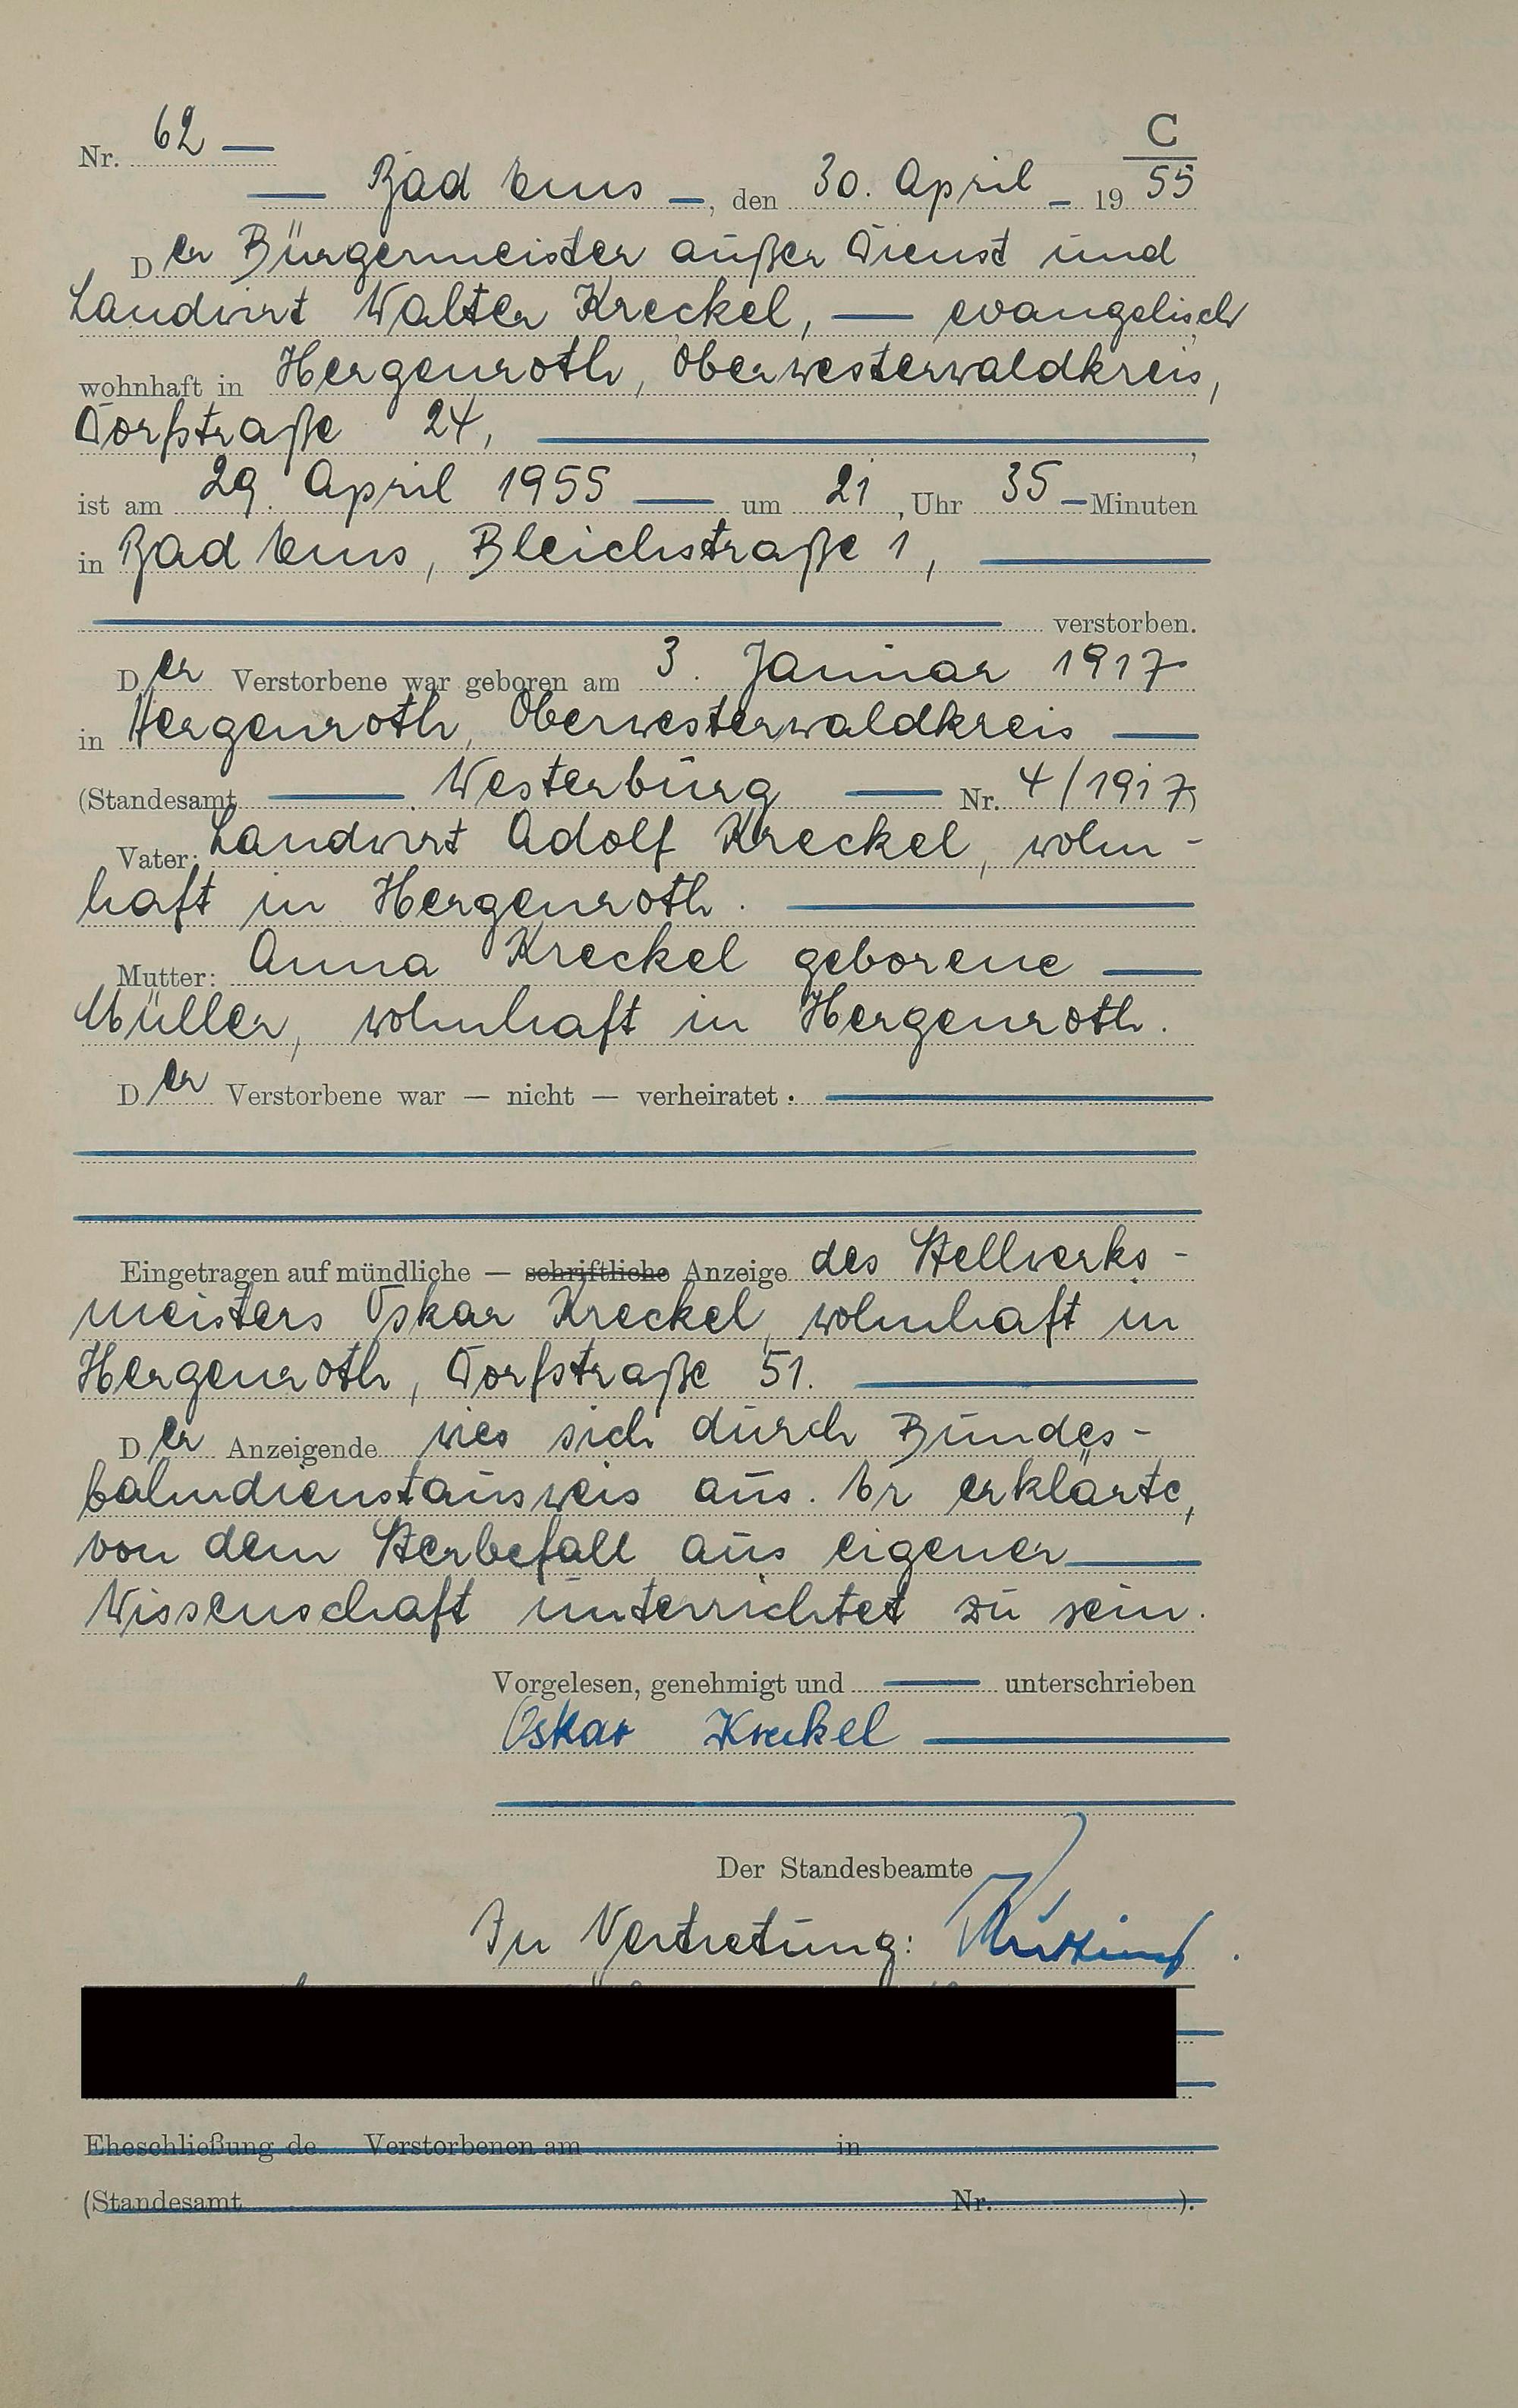 C
Nr. 62 —
— Bad Ems —, den 30. April — 19 55
Der Bürgermeister außer Dienst und
Landwirt Walter Kreckel, — evangelisch,
wohnhaft in Hergenroth, Oberwesterwaldkreis,
Dorfstraße 24,
ist am 29. April 1955 — um 21 Uhr 35 — Minuten
in Bad Ems, Bleichstraße 1, —
verstorben.
Der Verstorbene war geboren am 3. Januar 1917
in Hergenroth, Oberwesterwaldkreis —
(Standesamt — Westerburg — Nr. 4/1917)
Vater: Landwirt Adolf Kreckel, wohn-
haft in Hergenroth. —
Mutter: Anna Kreckel geborene —
Müller, wohnhaft in Hergenroth.
Der Verstorbene war — nicht — verheiratet. —
Eingetragen auf mündliche — schriftliche Anzeige des Stellwerks-
meisters Oskar Kreckel, wohnhaft in
Hergenroth, Dorfstraße 51. —
Der Anzeigende wies sich durch Bundes-
bahndienstausweis aus. Er erklärte,
von dem Sterbefall aus eigener —
Wissenschaft unterrichtet zu sein.
Vorgelesen, genehmigt und — unterschrieben
Oskar Kreckel —
Der Standesbeamte
In Vertretung:
Eheschließung de Verstorbenen am in
(Standesamt Nr. ).